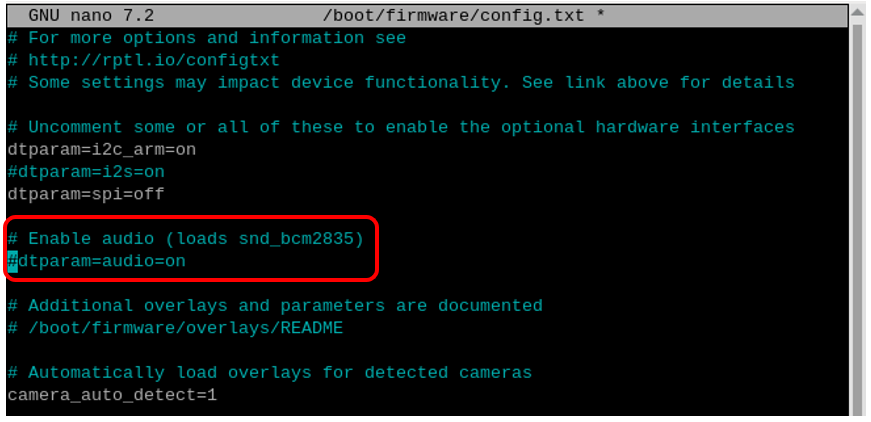 GNU nano 7.2 /boot/firmware/config.txt *
# For more options and information see
# http://rptl.io/configtxt
# Some settings may impact device functionality. See link above for details
# Uncomment some or all of these to enable the optional hardware interfaces
dtparam=i2c_arm=on
#dtparam=i2s=on
dtparam=spi=off
# Enable audio (loads snd_bcm2835)
#dtparam=audio=on
# Additional overlays and parameters are documented
# /boot/firmware/overlays/README
# Automatically load overlays for detected cameras
camera_auto_detect=1